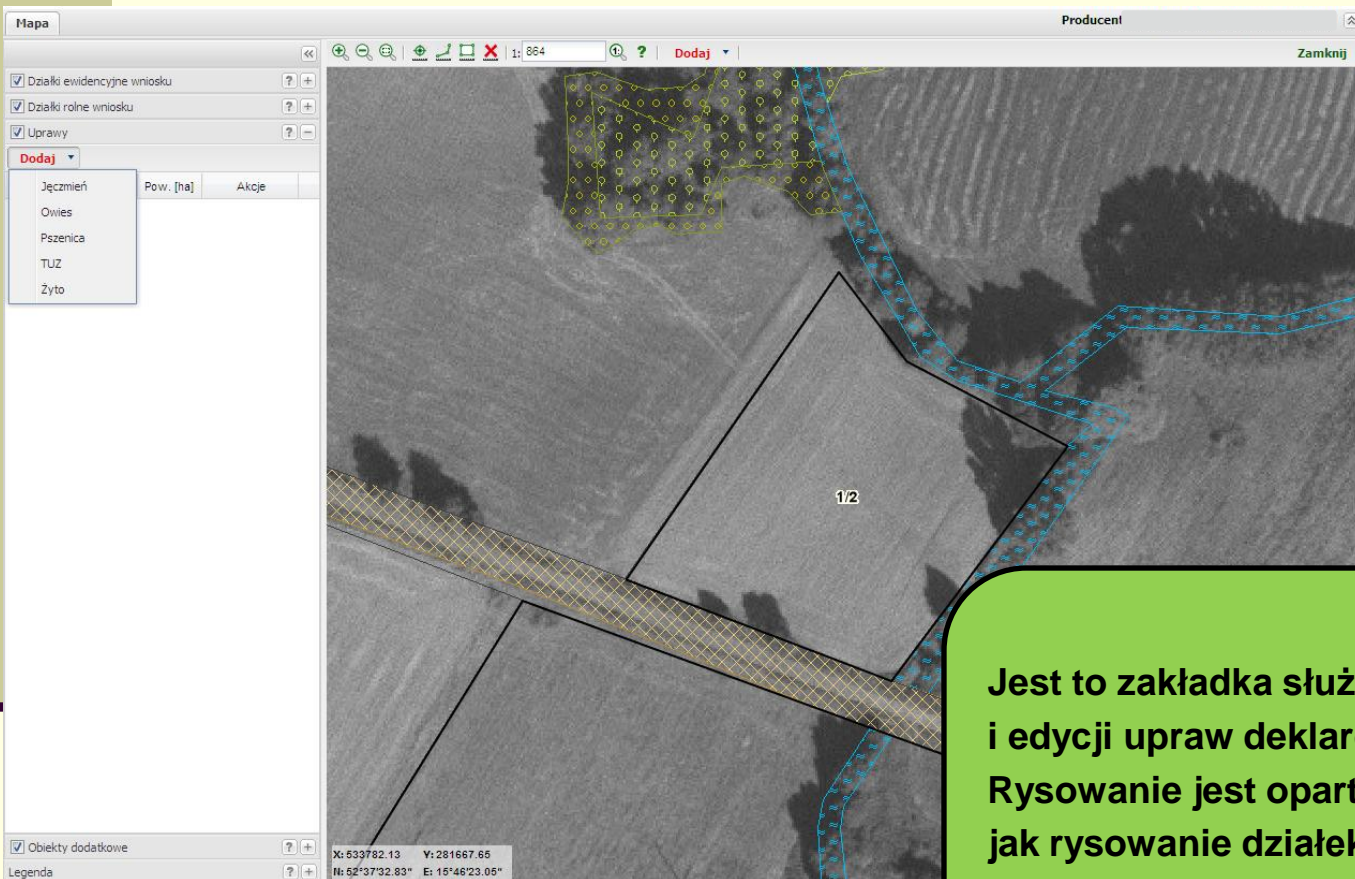 Mapa
Producent
1: 864
? Dodaj
Zamknij
Działki ewidencyjne wniosku ? +
Działki rolne wniosku ? +
Uprawy ? −
Dodaj
Pow. [ha] Akcje
Jęczmień
Owies
Pszenica
TUZ
Żyto
1/2
Jest to zakładka służ
i edycji upraw deklar
Rysowanie jest opart
jak rysowanie działek
Obiekty dodatkowe ? +
Legenda ? +
X: 533782.13 Y: 281667.65
N: 52°37'32.83" E: 15°46'23.05"